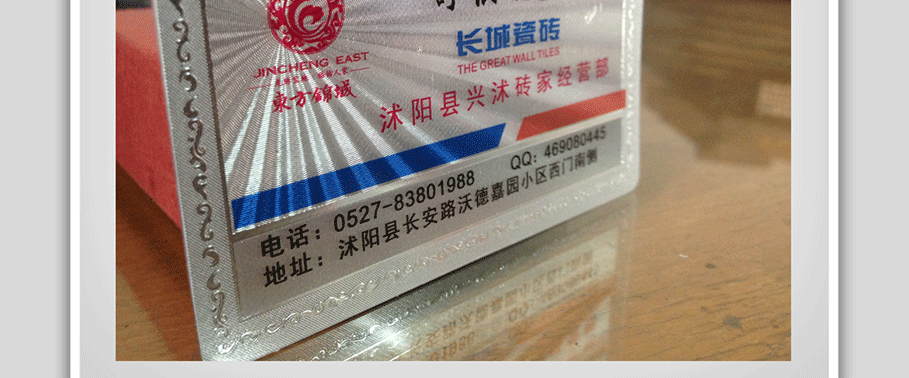 长城瓷砖
THE GREAT WALL TILES
JINCHENG EAST
東方錦城
沭阳县兴沭砖家经营部
电话：0527-83801988 QQ：469080445
地址：沭阳县长安路沃德嘉园小区西门南侧